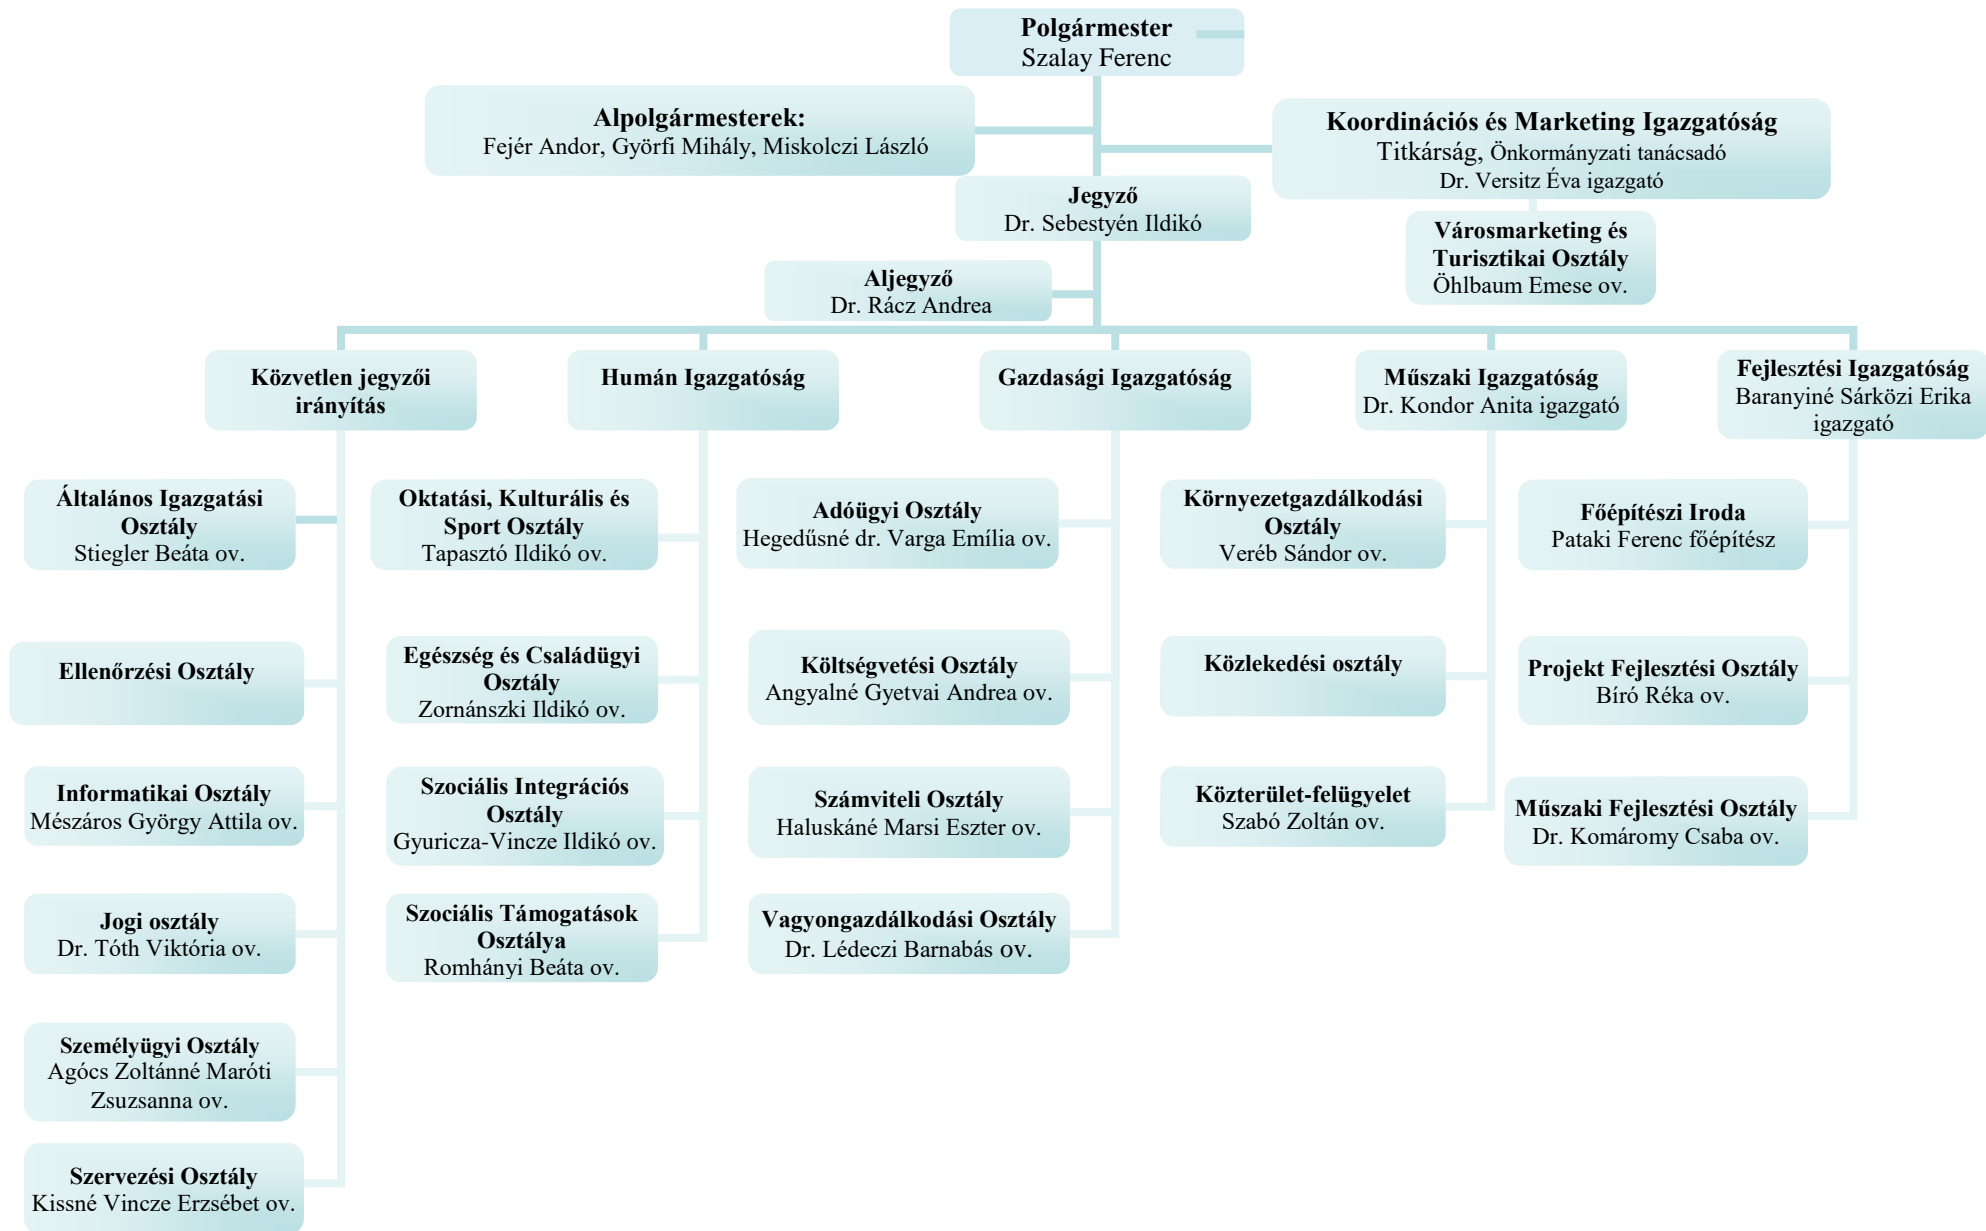 Polgármester
Szalay Ferenc
Alpolgármesterek:
Fejér Andor, Györfi Mihály, Miskolczi László
Koordinációs és Marketing Igazgatóság
Titkárság, Önkormányzati tanácsadó
Dr. Versitz Éva igazgató
Jegyző
Dr. Sebestyén Ildikó
Városmarketing és
Turisztikai Osztály
Öhlbaum Emese ov.
Aljegyző
Dr. Rácz Andrea
Közvetlen jegyzői
irányítás
Humán Igazgatóság
Gazdasági Igazgatóság
Műszaki Igazgatóság
Dr. Kondor Anita igazgató
Fejlesztési Igazgatóság
Baranyiné Sárközi Erika
igazgató
Általános Igazgatási
Osztály
Stiegler Beáta ov.
Oktatási, Kulturális és
Sport Osztály
Tapasztó Ildikó ov.
Adóügyi Osztály
Hegedűsné dr. Varga Emília ov.
Környezetgazdálkodási
Osztály
Veréb Sándor ov.
Főépítészi Iroda
Pataki Ferenc főépítész
Ellenőrzési Osztály
Egészség és Családügyi
Osztály
Zornánszki Ildikó ov.
Költségvetési Osztály
Angyalné Gyetvai Andrea ov.
Közlekedési osztály
Projekt Fejlesztési Osztály
Bíró Réka ov.
Informatikai Osztály
Mészáros György Attila ov.
Szociális Integrációs
Osztály
Gyuricza-Vincze Ildikó ov.
Számviteli Osztály
Haluskáné Marsi Eszter ov.
Közterület-felügyelet
Szabó Zoltán ov.
Műszaki Fejlesztési Osztály
Dr. Komáromy Csaba ov.
Jogi osztály
Dr. Tóth Viktória ov.
Szociális Támogatások
Osztálya
Romhányi Beáta ov.
Vagyongazdálkodási Osztály
Dr. Lédeczi Barnabás ov.
Személyügyi Osztály
Agócs Zoltánné Maróti
Zsuzsanna ov.
Szervezési Osztály
Kissné Vincze Erzsébet ov.